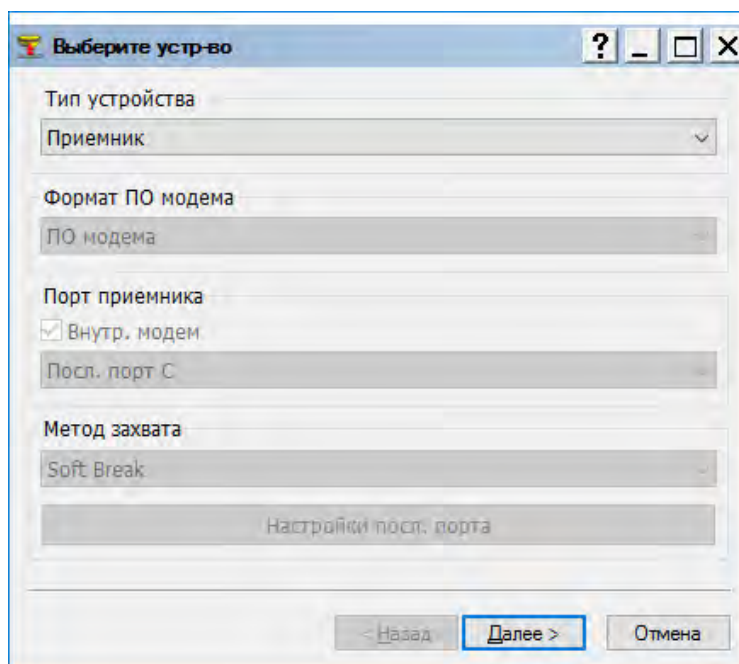 Выберите устр-во
Тип устройства
Приемник
Формат ПО модема
ПО модема
Порт приемника
Внутр. модем
Посл. порт C
Метод захвата
Soft Break
Настройки посл. порта
< Назад Далее > Отмена